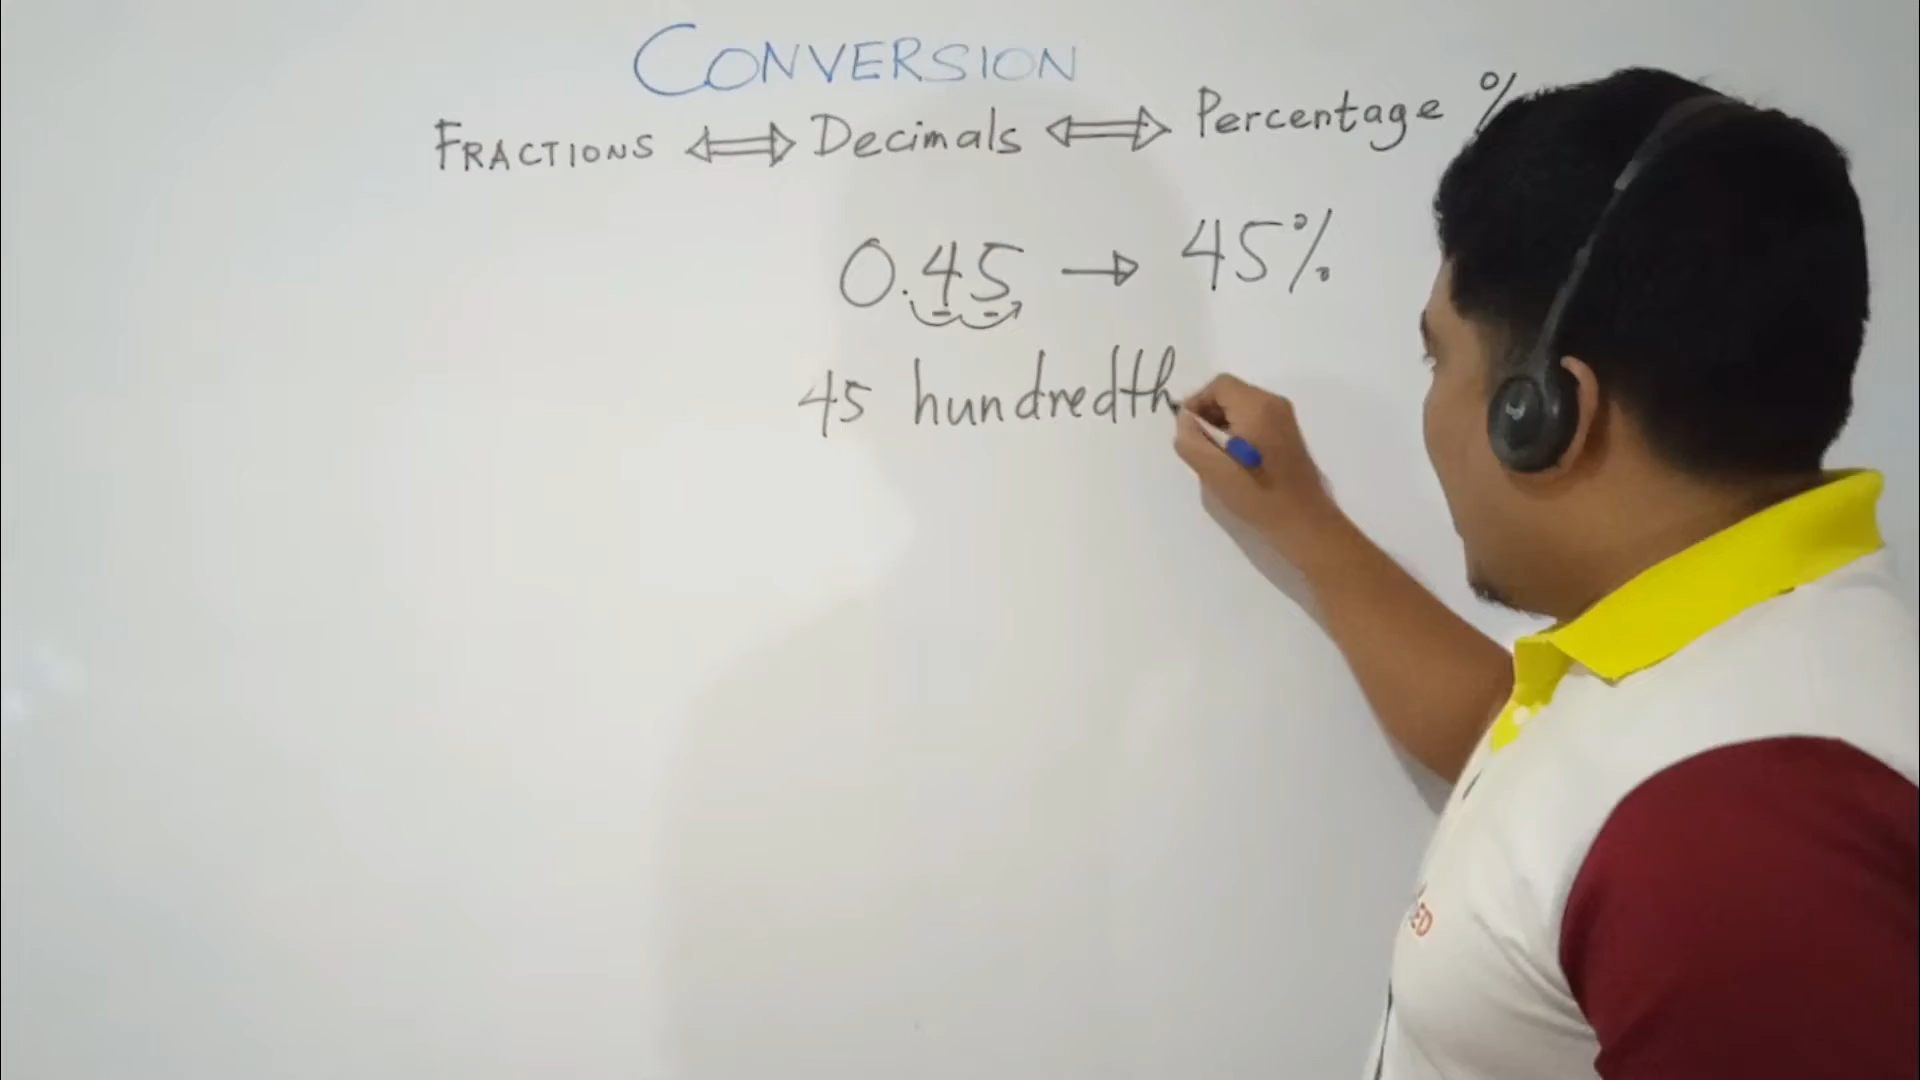 CONVERSION
FRACTIONS ⇔ Decimals ⇔ Percentage %
0.45 → 45%
45 hundredth